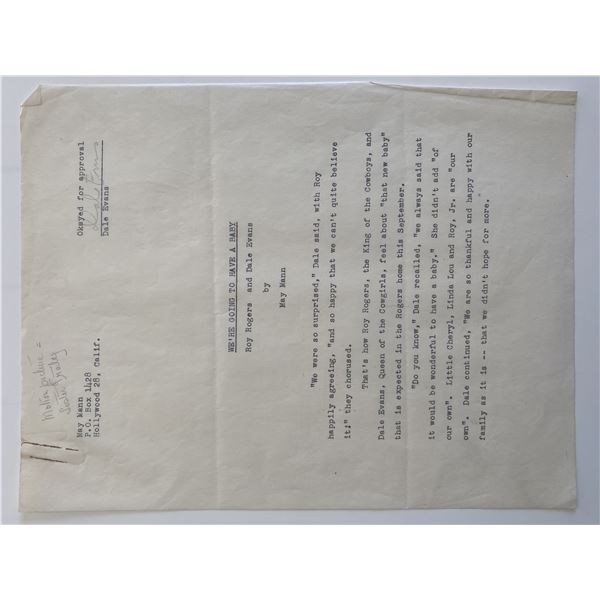 Motion picture =
May Mann
P.O. Box 1428
Hollywood 28, Calif.
Okayed for approval
Dale Evans
Dale Evans
WE'RE GOING TO HAVE A BABY
Roy Rogers and Dale Evans
by
May Mann
"We were so surprised," Dale said, with Roy
happily agreeing, "and so happy that we can't quite believe
it;" they chorused.
That's how Roy Rogers, the King of the Cowboys, and
Dale Evans, Queen of the Cowgirls, feel about "that new baby"
that is expected in the Rogers home this September.
"Do you know," Dale recalled, "we always said that
it would be wonderful to have a baby." She didn't add "of
our own". Little Cheryl, Linda Lou and Roy, Jr. are "our
own". Dale continued, "We are so thankful and happy with our
family as it is -- that we didn't hope for more.